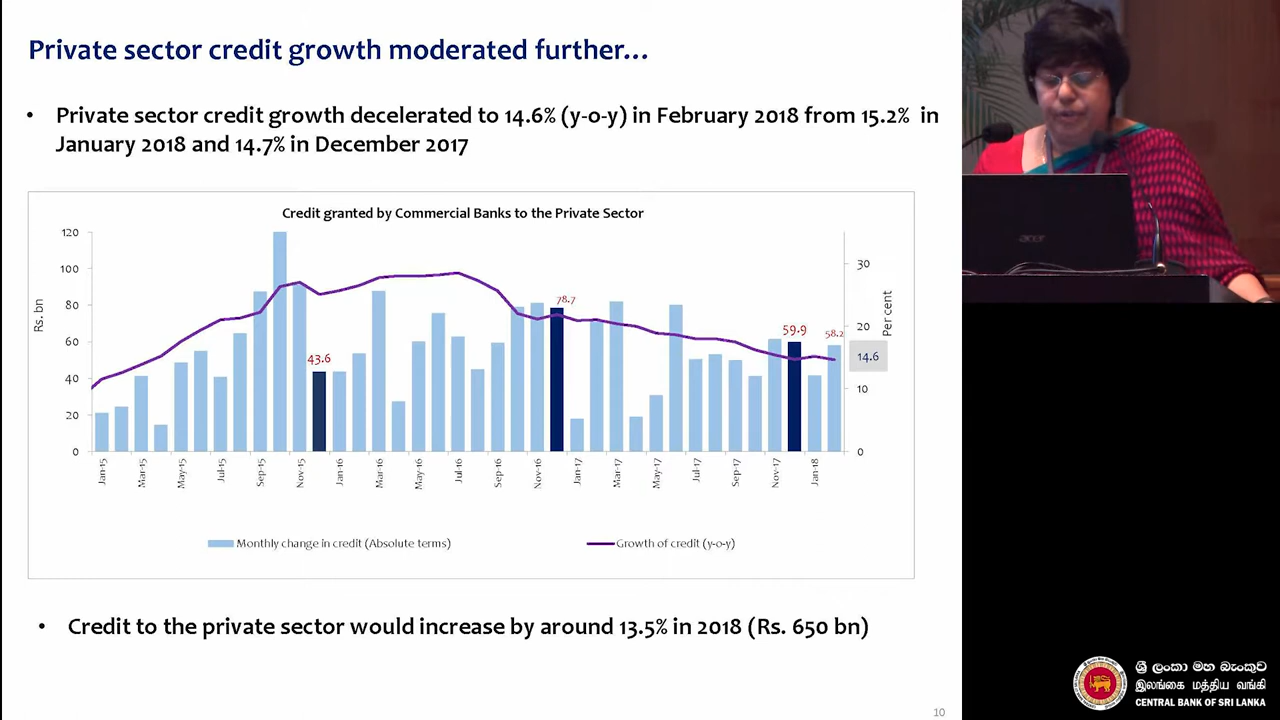 Private sector credit growth moderated further...
• Private sector credit growth decelerated to 14.6% (y-o-y) in February 2018 from 15.2% in
January 2018 and 14.7% in December 2017
Credit granted by Commercial Banks to the Private Sector
Rs. bn
120
100
80
60
40
20
0
43.6
78.7
59.9
58.2
14.6
30
20
10
0
Per cent
Jan-15
Mar-15
May-15
Jul-15
Sep-15
Nov-15
Jan-16
Mar-16
May-16
Jul-16
Sep-16
Nov-16
Jan-17
Mar-17
May-17
Jul-17
Sep-17
Nov-17
Jan-18
Monthly change in credit (Absolute terms)
Growth of credit (y-o-y)
• Credit to the private sector would increase by around 13.5% in 2018 (Rs. 650 bn)
10
acer
ශ්‍රී ලංකා මහ බැංකුව
இலங்கை மத்திய வங்கி
CENTRAL BANK OF SRI LANKA